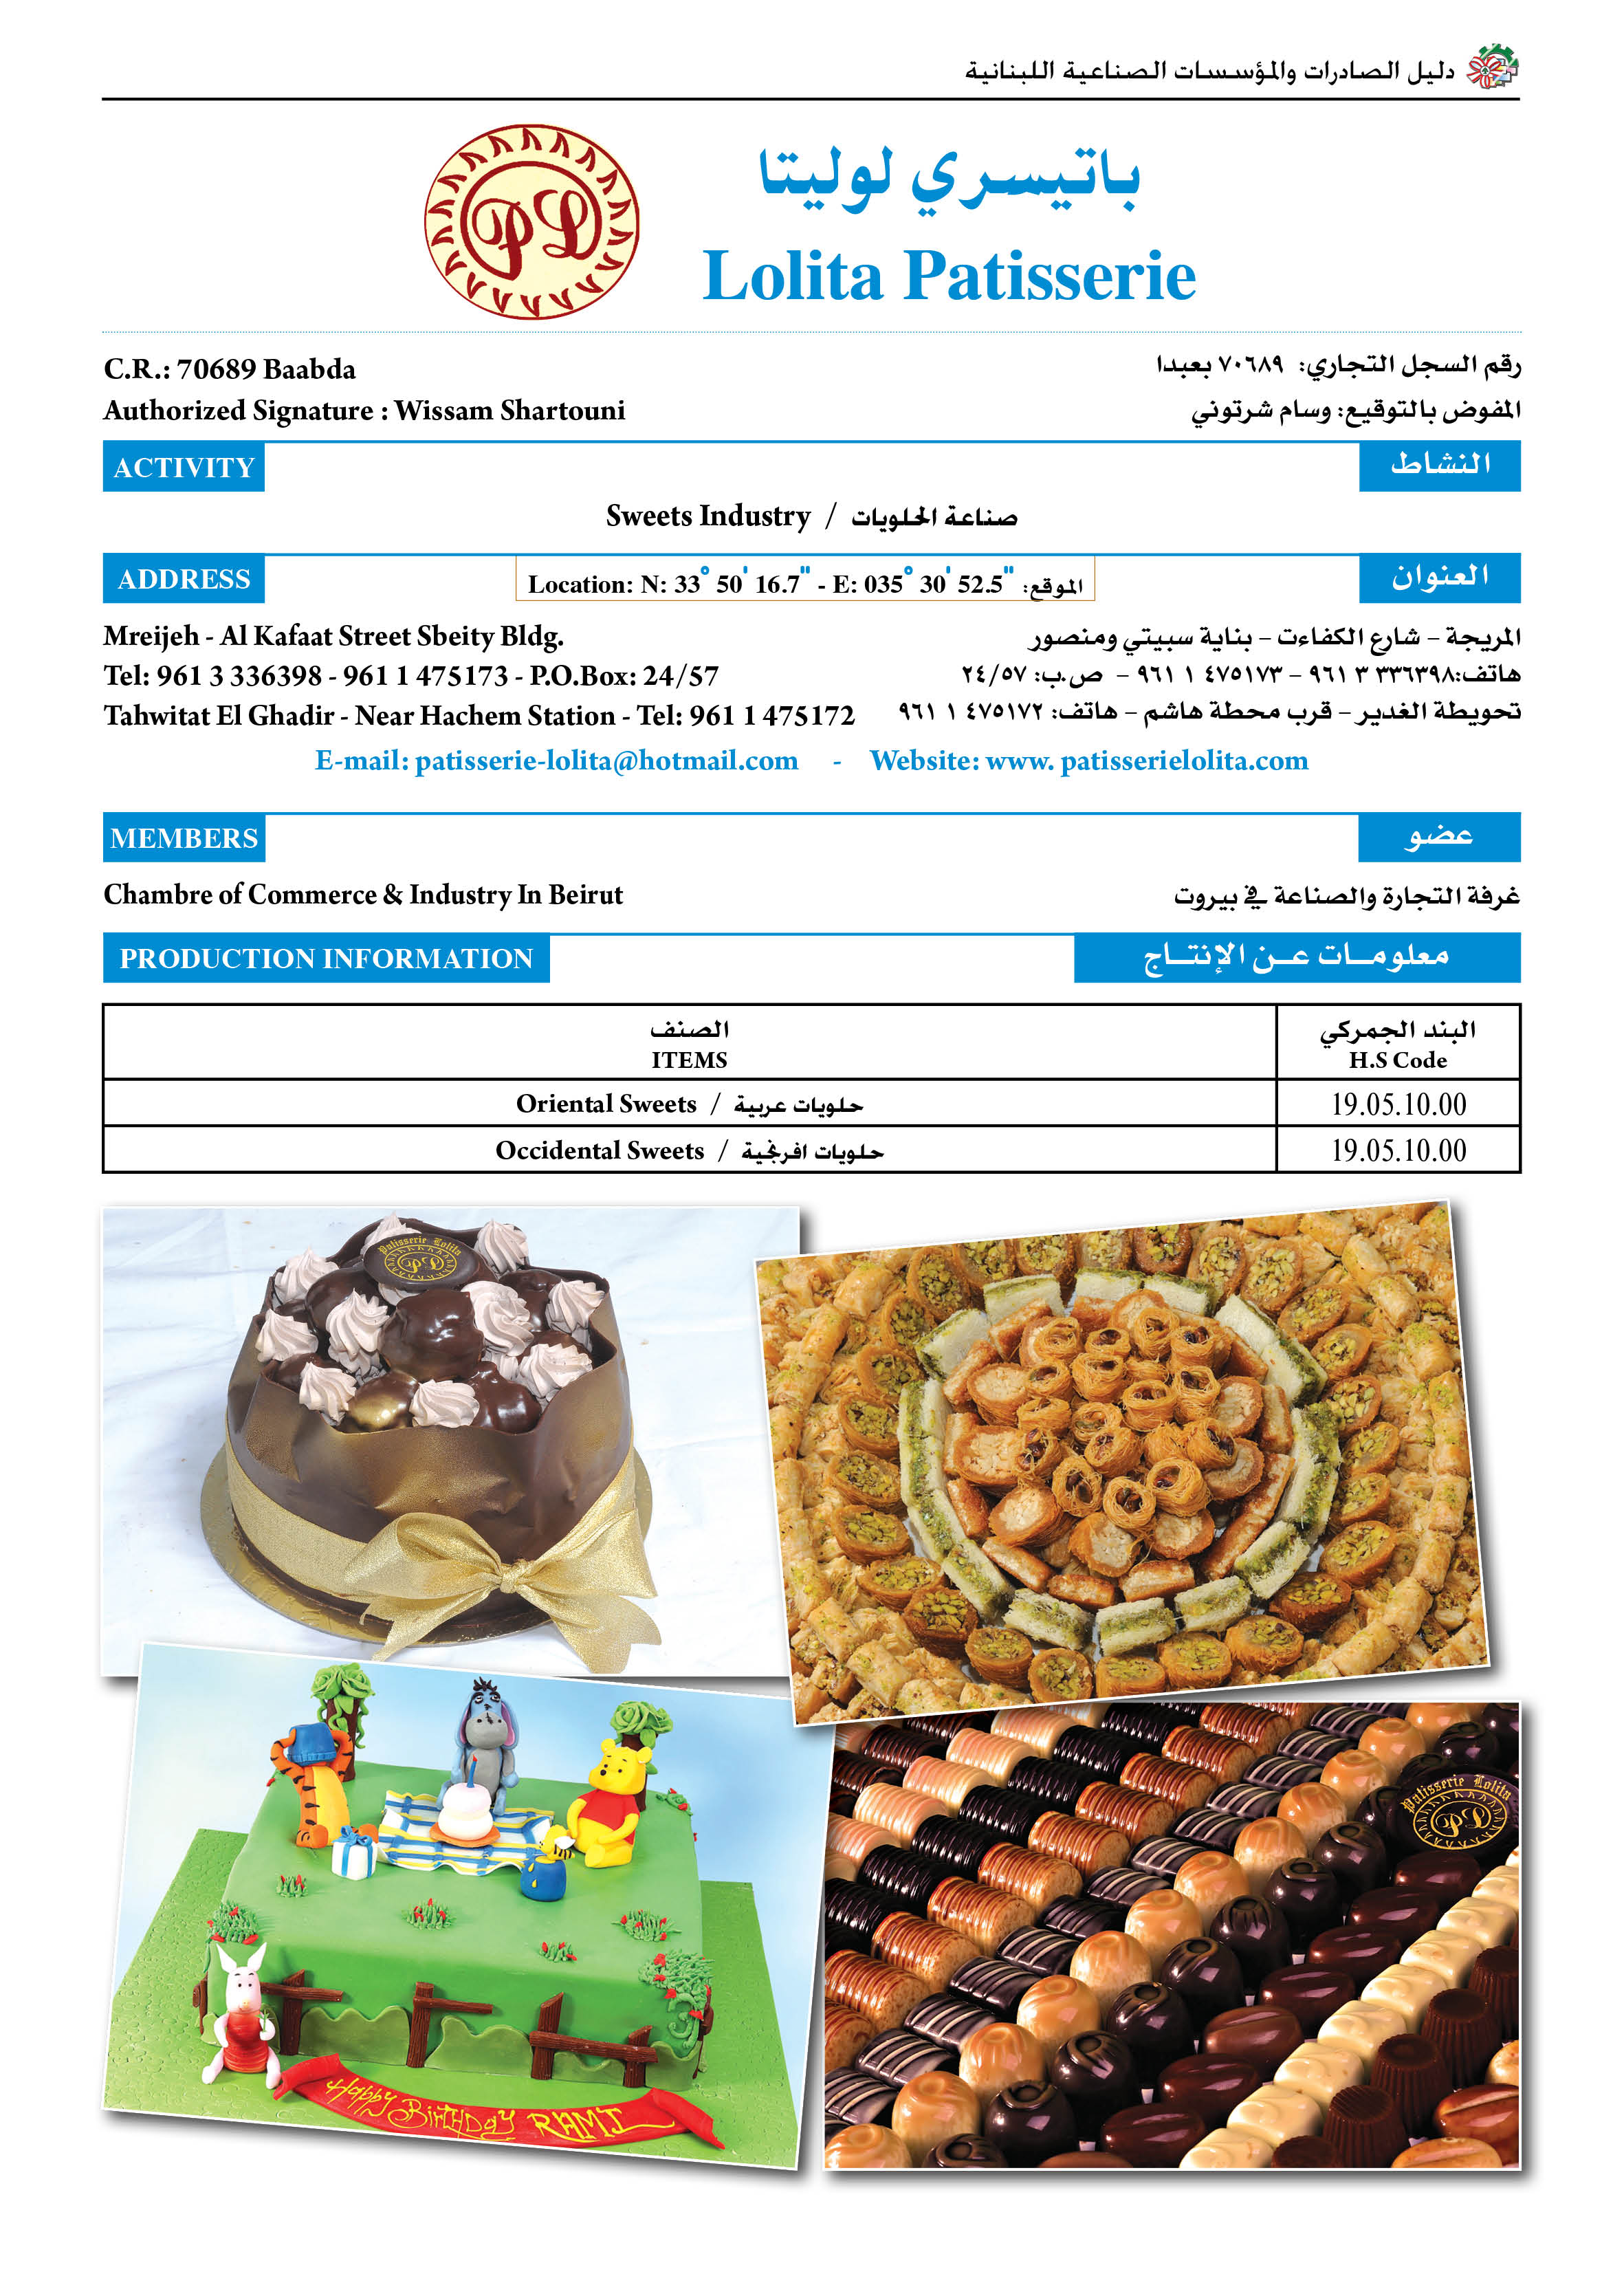 دليل الصادرات والمؤسسات الصناعية اللبنانية
باتيسري لوليتا
PL
Lolita Patisserie
C.R.: 70689 Baabda
رقم السجل التجاري: ٧٠٦٨٩ بعبدا
Authorized Signature : Wissam Shartouni
المفوض بالتوقيع: وسام شرتوني
ACTIVITY
النشاط
Sweets Industry / صناعة الحلويات
ADDRESS
Location: N: 33° 50' 16.7" - E: 035° 30' 52.5" :الموقع
العنوان
Mreijeh - Al Kafaat Street Sbeity Bldg.
المريجة – شارع الكفاءت – بناية سبيتي ومنصور
Tel: 961 3 336398 - 961 1 475173 - P.O.Box: 24/57
هاتف:٣٣٦٣٩٨ ٣ ٩٦١ – ٤٧٥١٧٣ ١ ٩٦١ – ص.ب: ٢٤/٥٧
Tahwitat El Ghadir - Near Hachem Station - Tel: 961 1 475172
تحويطة الغدير – قرب محطة هاشم – هاتف: ٤٧٥١٧٢ ١ ٩٦١
E-mail: patisserie-lolita@hotmail.com - Website: www. patisserielolita.com
MEMBERS
عضو
Chambre of Commerce & Industry In Beirut
غرفة التجارة والصناعة في بيروت
PRODUCTION INFORMATION
معلومـــات عـــن الإنتـــاج
الصنف
البند الجمركي
ITEMS
H.S Code
Oriental Sweets / حلويات عربية
19.05.10.00
Occidental Sweets / حلويات افرنجية
19.05.10.00
Patisserie Lolita
PL
Patisserie Lolita
PL
Happy Birthday RAMI